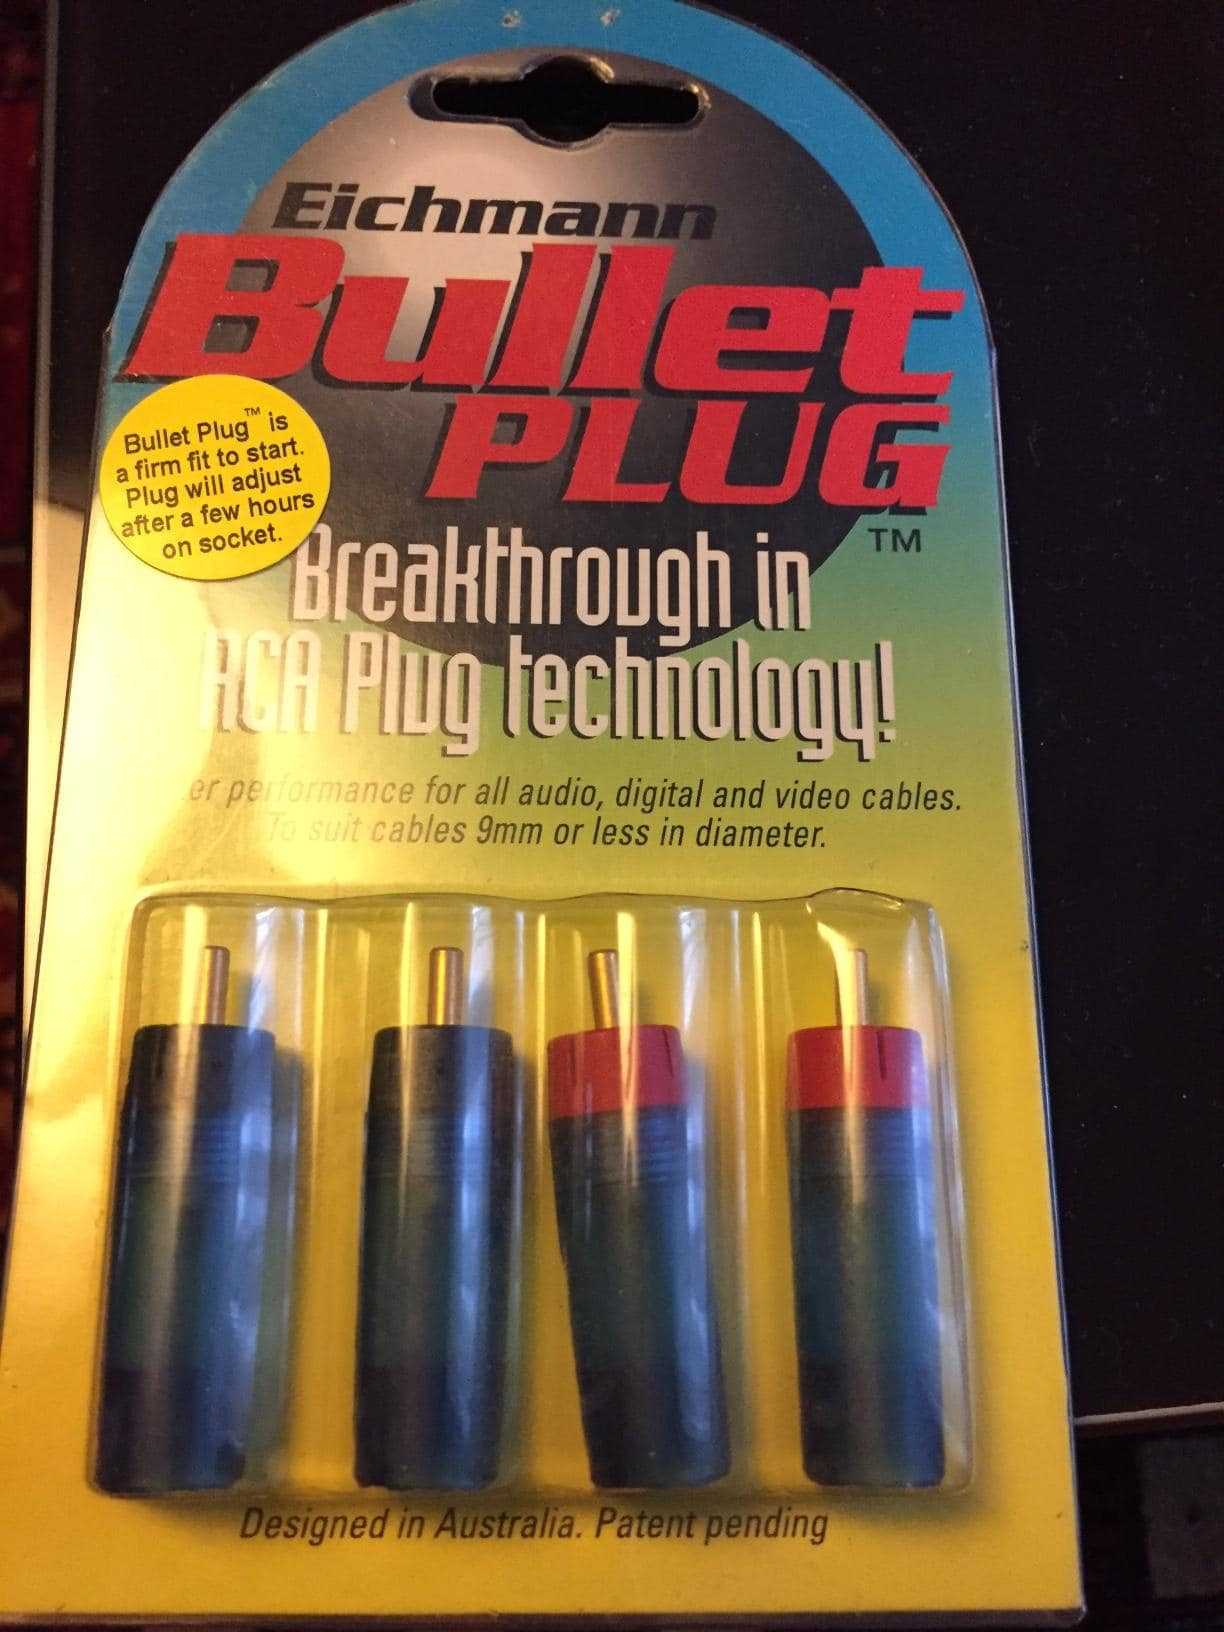 Eichmann
Bullet
PLUG
TM
Bullet Plug™ is
a firm fit to start.
Plug will adjust
after a few hours
on socket.
Breakthrough in
RCA Plug technology!
performance for all audio, digital and video cables.
To suit cables 9mm or less in diameter.
Designed in Australia. Patent pending